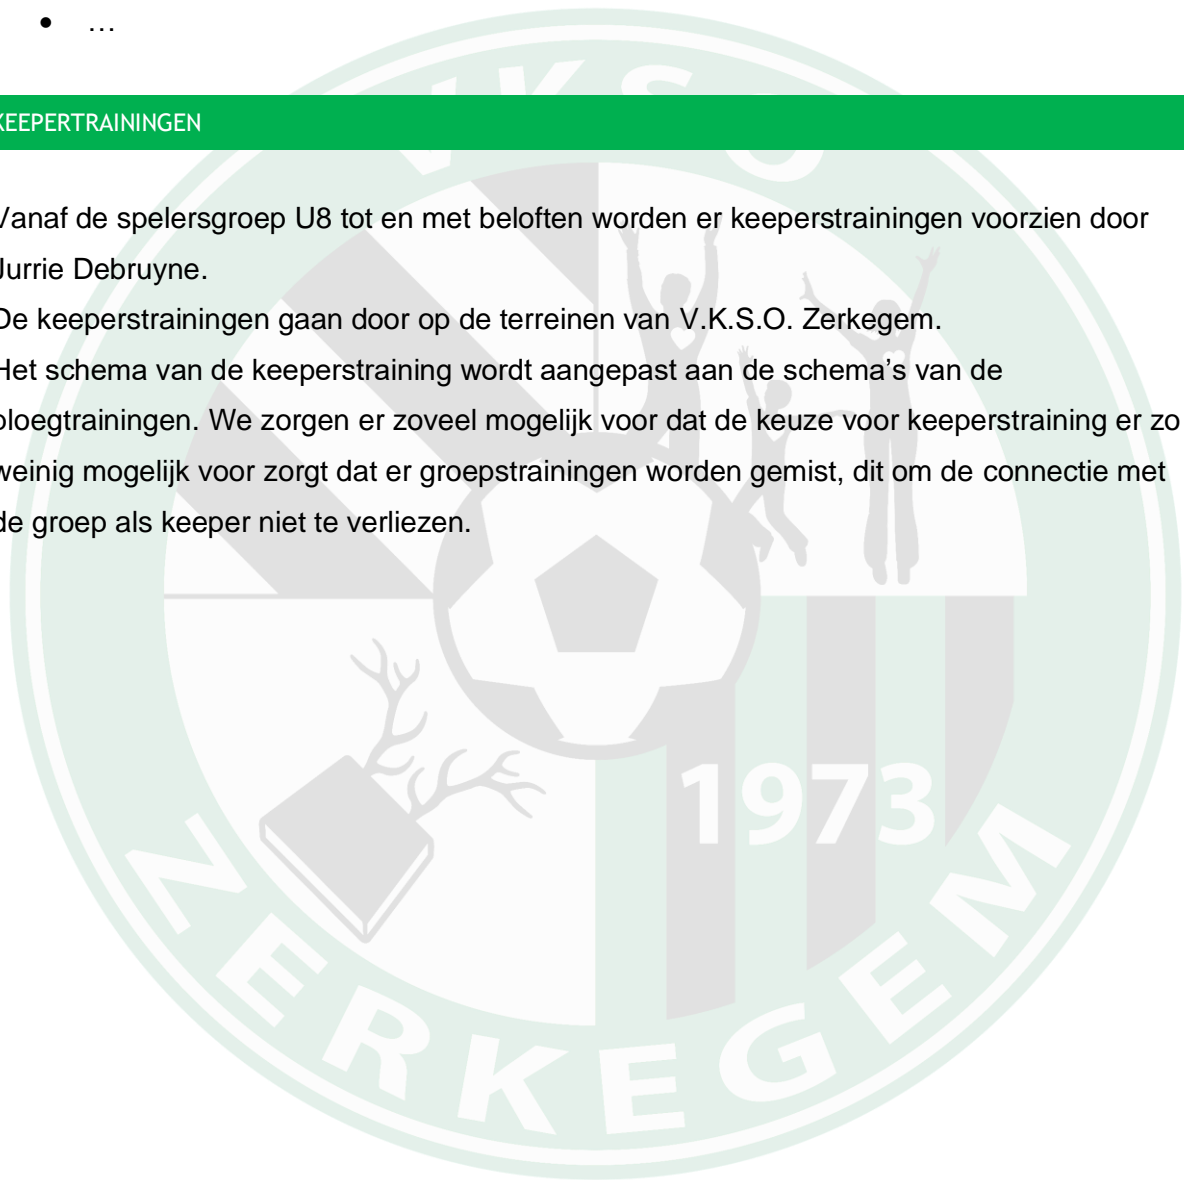 • …
KEEPERTRAININGEN
Vanaf de spelersgroep U8 tot en met beloften worden er keeperstrainingen voorzien door
Jurrie Debruyne.
De keeperstrainingen gaan door op de terreinen van V.K.S.O. Zerkegem.
Het schema van de keeperstraining wordt aangepast aan de schema’s van de
ploegtrainingen. We zorgen er zoveel mogelijk voor dat de keuze voor keeperstraining er zo
weinig mogelijk voor zorgt dat er groepstrainingen worden gemist, dit om de connectie met
de groep als keeper niet te verliezen.
VKSO
1973
ZERKEGEM